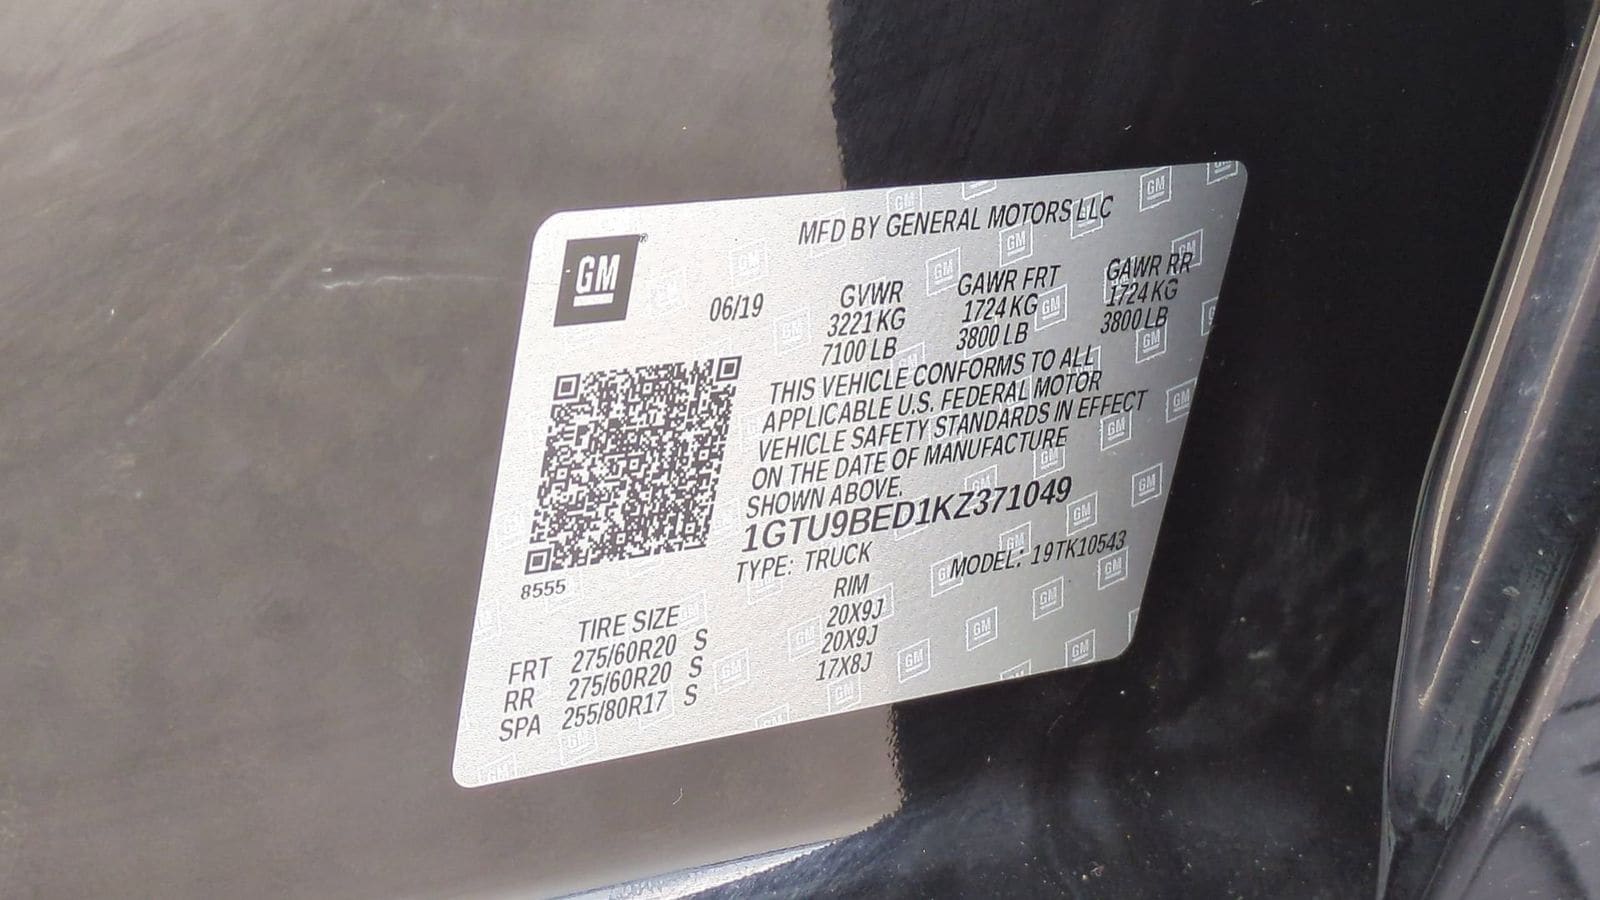 MFD BY GENERAL MOTORS LLC
GM
06/19
GVWR GAWR FRT GAWR RR
3221 KG 1724 KG 1724 KG
7100 LB 3800 LB 3800 LB
THIS VEHICLE CONFORMS TO ALL
APPLICABLE U.S. FEDERAL MOTOR
VEHICLE SAFETY STANDARDS IN EFFECT
ON THE DATE OF MANUFACTURE
SHOWN ABOVE.
1GTU9BED1KZ371049
TYPE: TRUCK MODEL: 19TK10543
8555
TIRE SIZE RIM
FRT 275/60R20 S 20X9J
RR 275/60R20 S 20X9J
SPA 255/80R17 S 17X8J